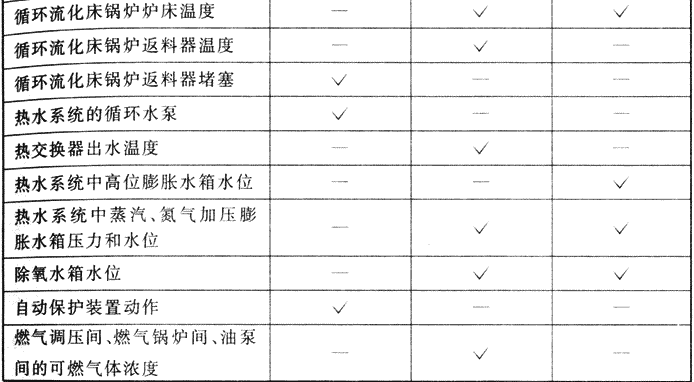 循环流化床锅炉炉床温度 — √ √
循环流化床锅炉返料器温度 — √ —
循环流化床锅炉返料器堵塞 √ — —
热水系统的循环水泵 √ — —
热交换器出水温度 — √ —
热水系统中高位膨胀水箱水位 — — √
热水系统中蒸汽、氮气加压膨
胀水箱压力和水位 — √ √
除氧水箱水位 — √ √
自动保护装置动作 √ — —
燃气调压间、燃气锅炉间、油泵
间的可燃气体浓度 — √ —